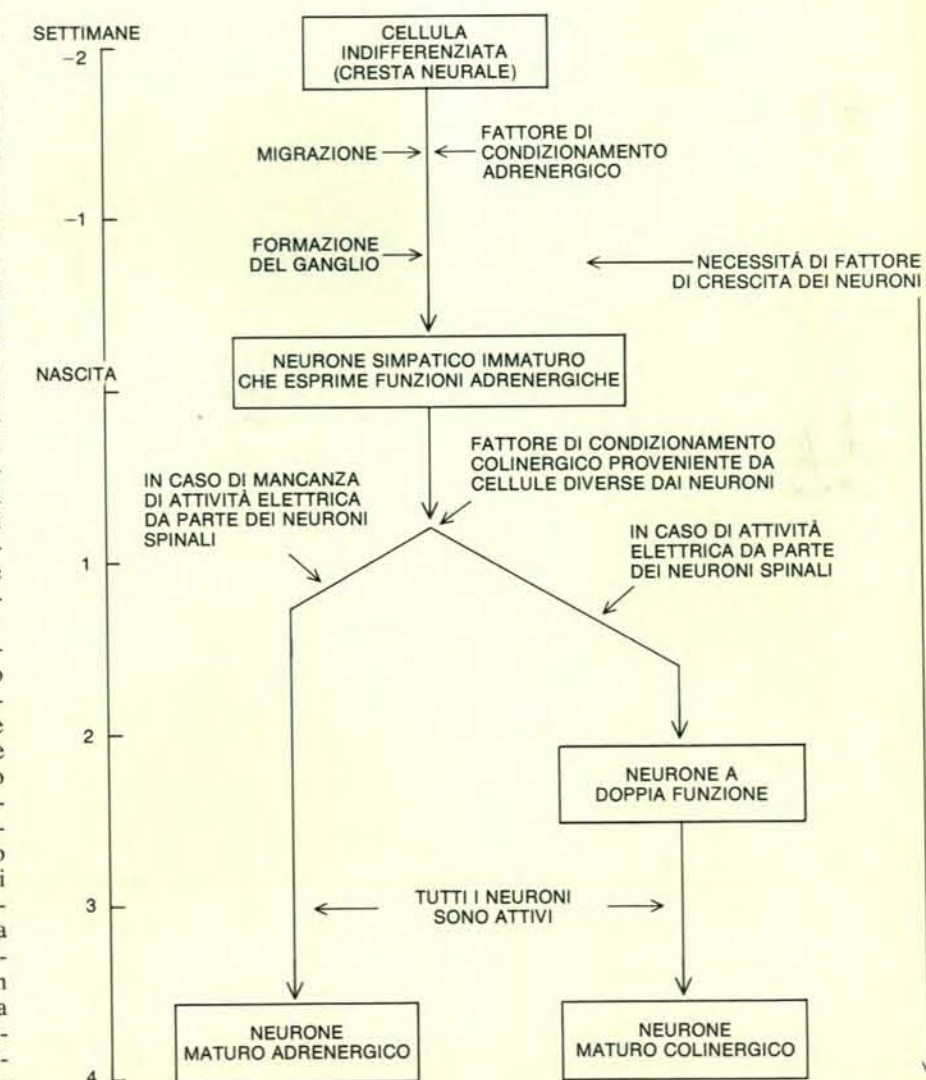 SETTIMANE
-2
CELLULA
INDIFFERENZIATA
(CRESTA NEURALE)
MIGRAZIONE
FATTORE DI
CONDIZIONAMENTO
ADRENERGICO
-1
FORMAZIONE
DEL GANGLIO
NECESSITÁ DI FATTORE
DI CRESCITA DEI NEURONI
NASCITA
NEURONE SIMPATICO IMMATURO
CHE ESPRIME FUNZIONI ADRENERGICHE
FATTORE DI CONDIZIONAMENTO
COLINERGICO PROVENIENTE DA
CELLULE DIVERSE DAI NEURONI
IN CASO DI MANCANZA
DI ATTIVITÀ ELETTRICA
DA PARTE DEI NEURONI
SPINALI
IN CASO DI ATTIVITÀ
ELETTRICA DA PARTE
DEI NEURONI SPINALI
1
2
NEURONE A
DOPPIA FUNZIONE
3
TUTTI I NEURONI
SONO ATTIVI
NEURONE
MATURO ADRENERGICO
NEURONE
MATURO COLINERGICO
4